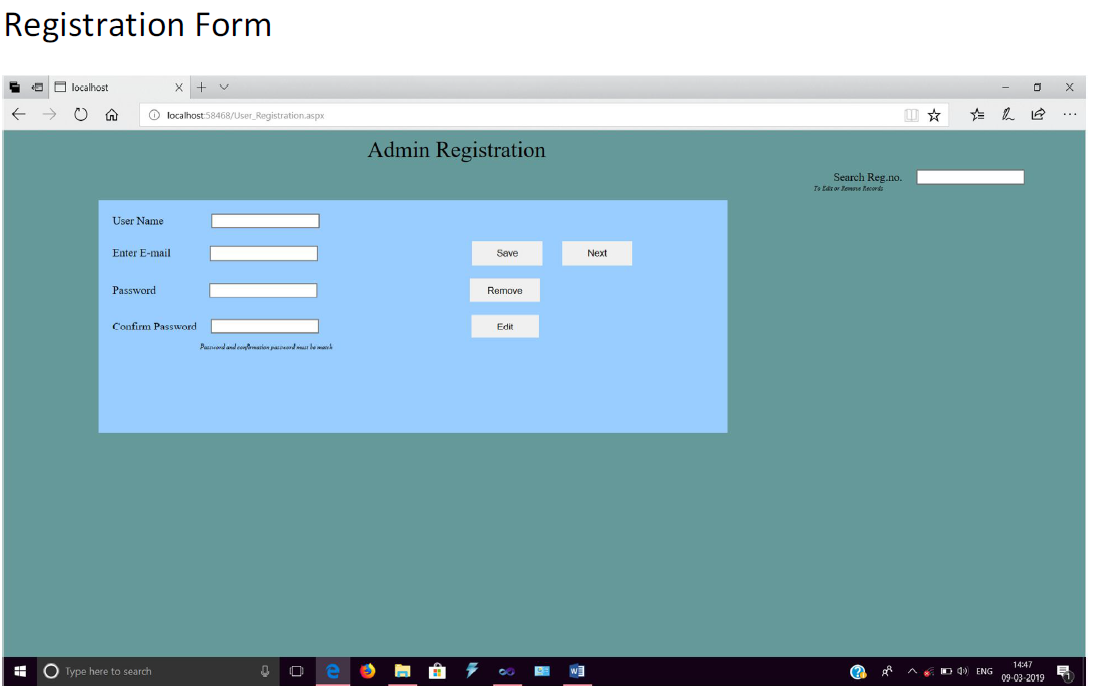 Registration Form
localhost
localhost:58468/User_Registration.aspx
Admin Registration
Search Reg.no.
To Edit or Remove Records
User Name
Enter E-mail
Save
Next
Password
Remove
Confirm Password
Edit
Password and confirmation password must be match
Type here to search
ENG
14:47
09-03-2019
1